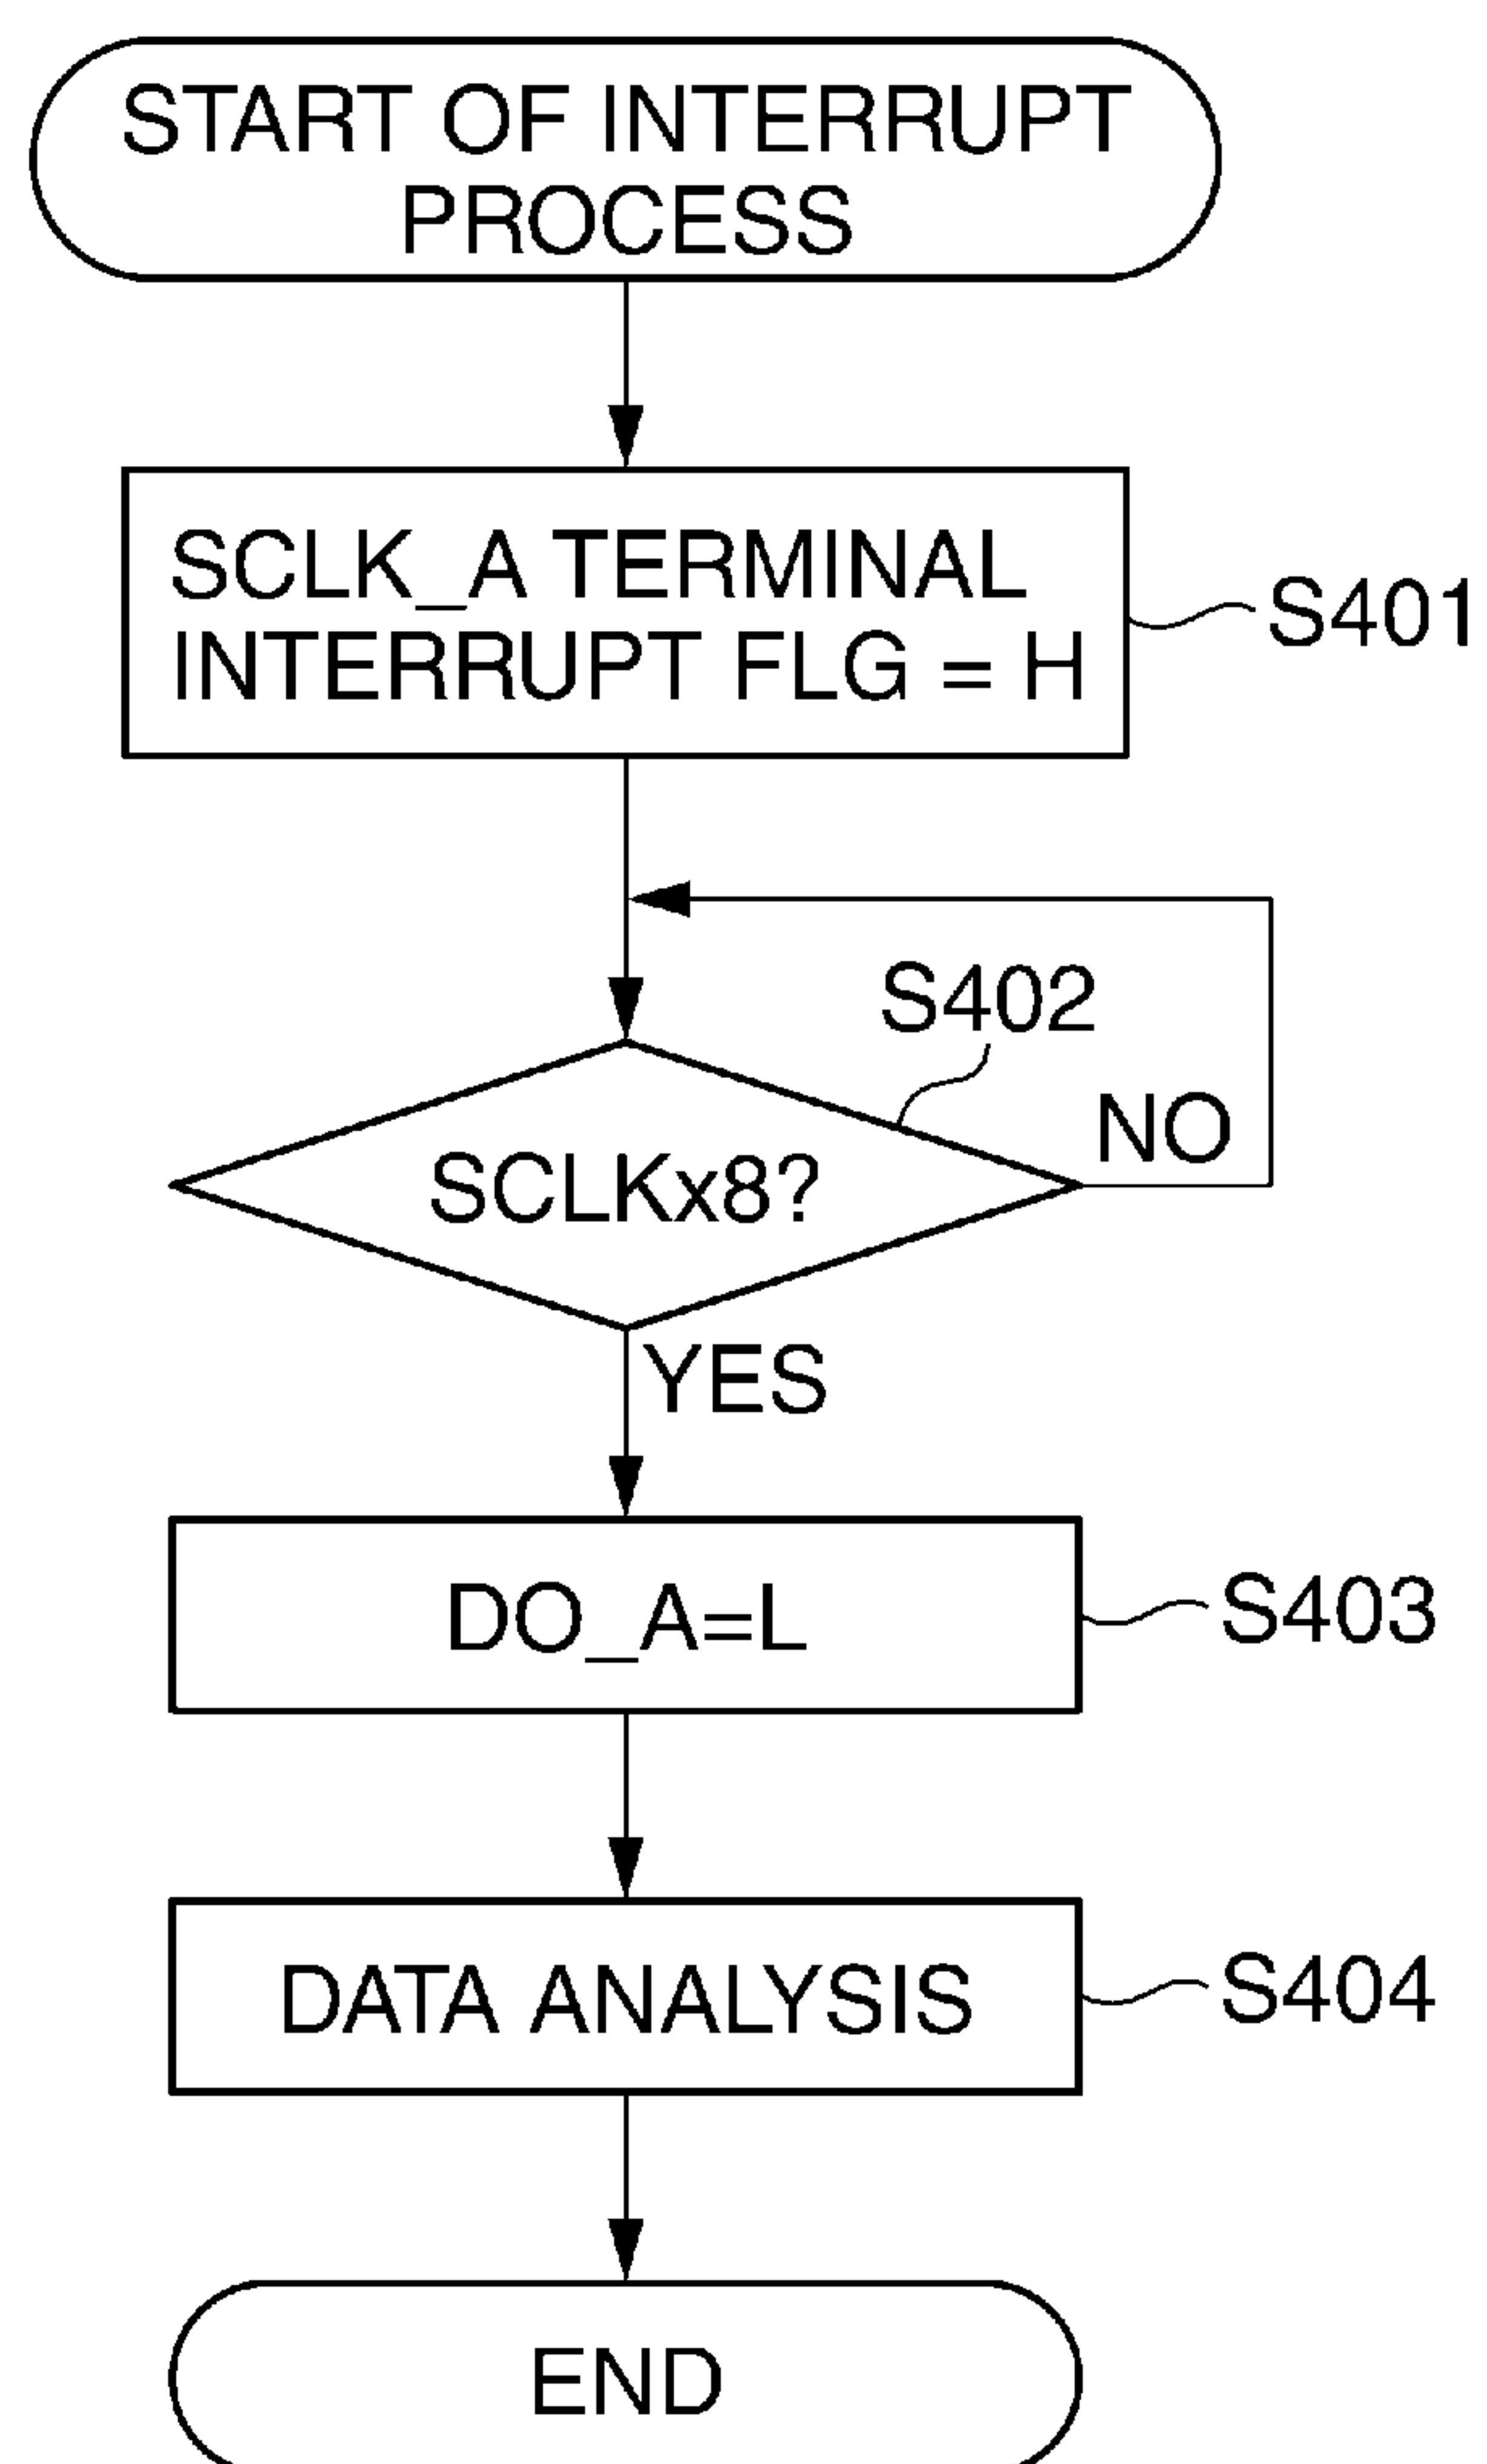 START OF INTERRUPT
PROCESS
SCLK_A TERMINAL
INTERRUPT FLG = H
S401
S402
NO
SCLKx8?
YES
DO_A=L
S403
DATA ANALYSIS
S404
END